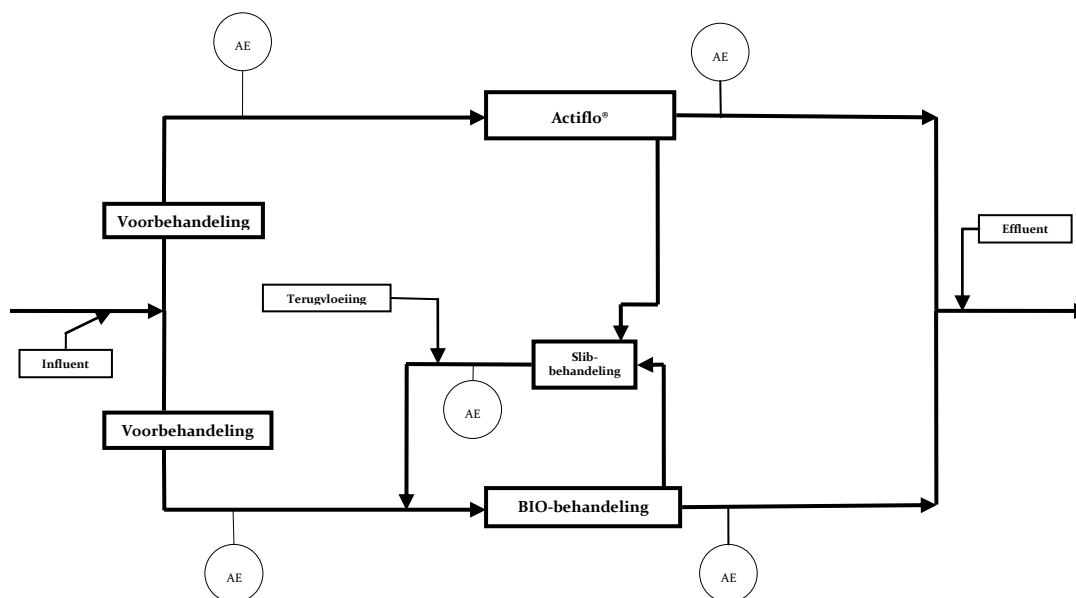 AE
AE
Actiflo®
Voorbehandeling
Effluent
Terugvloeiing
Influent
Slib-
behandeling
AE
Voorbehandeling
BIO-behandeling
AE
AE